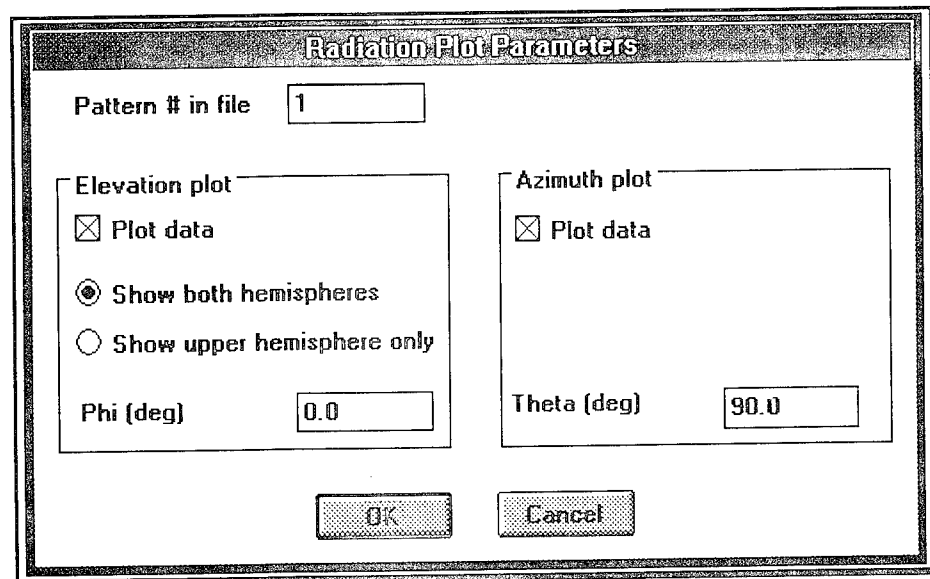 Radiation Plot Parameters
Pattern # in file
1
Elevation plot
Plot data
Show both hemispheres
Show upper hemisphere only
Phi (deg)
0.0
Azimuth plot
Plot data
Theta (deg)
90.0
OK
Cancel